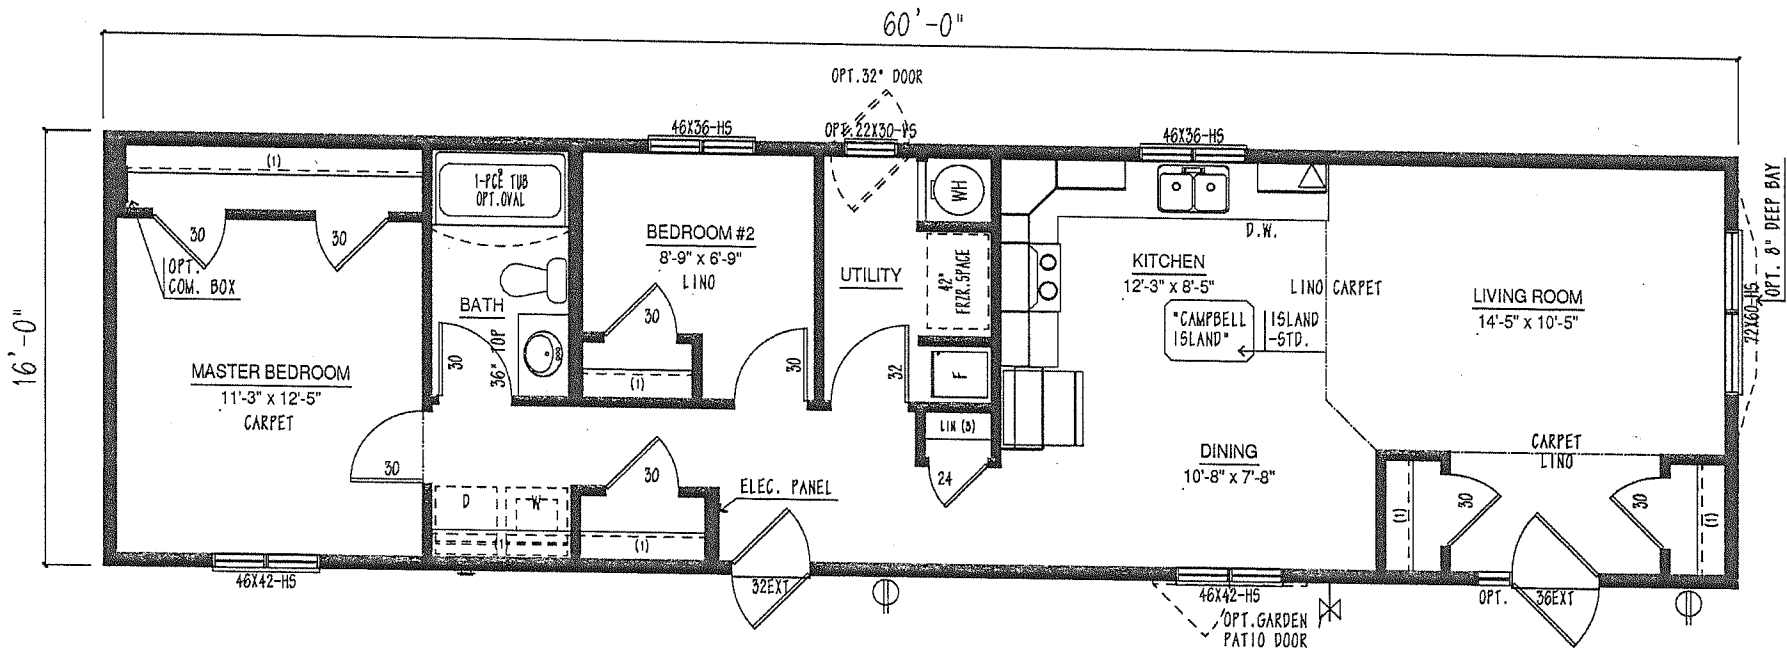 60'-0"
OPT.32" DOOR
46X36-HS
OPT.22X30-VS
46X36-HS
16'-0"
(1)
30
30
OPT.
COM. BOX
MASTER BEDROOM
11'-3" x 12'-5"
CARPET
30
46X42-HS
1-PCE TUB
OPT.OVAL
BATH
30
36" TOP
D
W
(1)
BEDROOM #2
8'-9" x 6'-9"
LINO
30
(1)
30
30
(1)
ELEC. PANEL
32EXT
UTILITY
32
WH
42"
FRZR.SPACE
F
LIN (3)
24
D.W.
KITCHEN
12'-3" x 8'-5"
"CAMPBELL
ISLAND"
ISLAND
-STD.
LINO CARPET
DINING
10'-8" x 7'-8"
46X42-HS
OPT.GARDEN
PATIO DOOR
LIVING ROOM
14'-5" x 10'-5"
CARPET
LINO
(1)
30
30
(1)
OPT.
36EXT
72X60-HS
OPT. 8" DEEP BAY